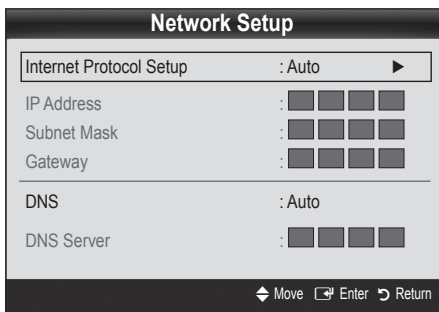 Network Setup
Internet Protocol Setup : Auto ►
IP Address :
Subnet Mask :
Gateway :
DNS : Auto
DNS Server :
Move Enter Return